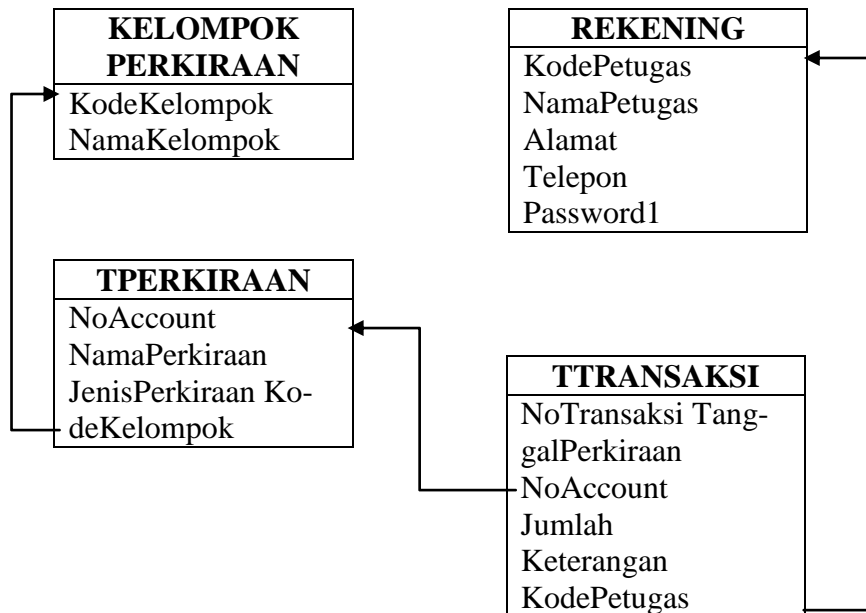 KELOMPOK
PERKIRAAN
KodeKelompok
NamaKelompok
REKENING
KodePetugas
NamaPetugas
Alamat
Telepon
Password1
TPERKIRAAN
NoAccount
NamaPerkiraan
JenisPerkiraan Ko-
deKelompok
TTRANSAKSI
NoTransaksi Tang-
galPerkiraan
NoAccount
Jumlah
Keterangan
KodePetugas